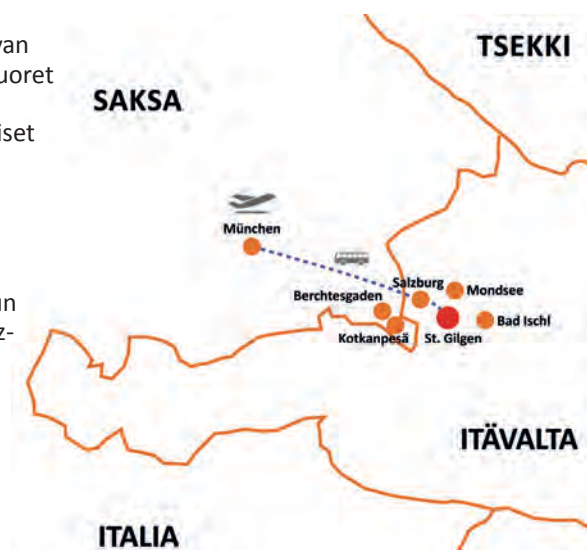 TSEKKI
SAKSA
München
Salzburg
Mondsee
Berchtesgaden
Bad Ischl
Kotkanpesä
St. Gilgen
ITÄVALTA
ITALIA